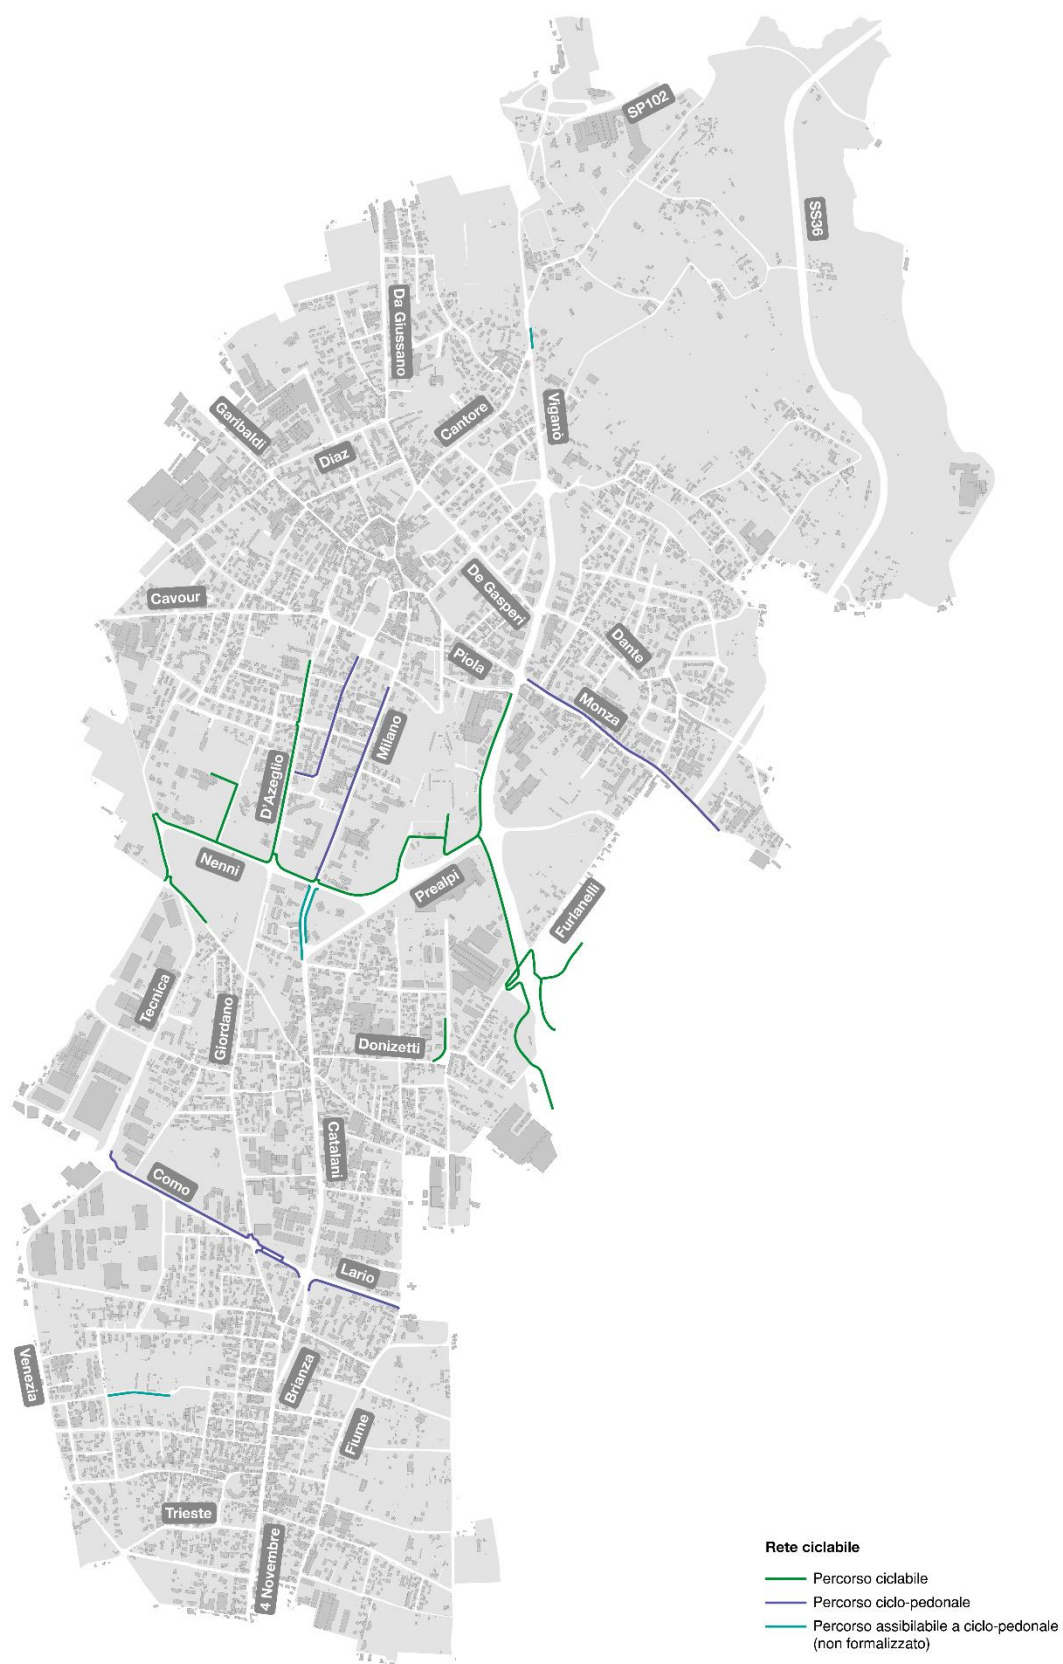 SP102
SS36
Da Giussano
Garibaldi
Cantore
Viganò
Diaz
De Gasperi
Cavour
Dante
Piola
Monza
Milano
D'Azeglio
Nenni
Prealpi
Furlanelli
Tecnica
Giordano
Donizetti
Catalani
Como
Lario
Venezia
Brianza
Fiume
Trieste
4 Novembre
Rete ciclabile
Percorso ciclabile
Percorso ciclo-pedonale
Percorso assibilabile a ciclo-pedonale
(non formalizzato)